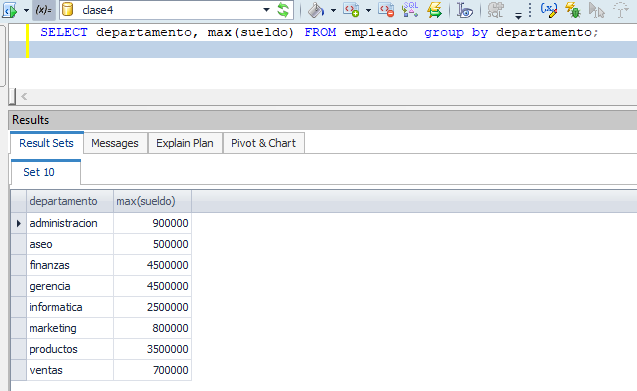 (x)= clase4
SELECT departamento, max(sueldo) FROM empleado  group by departamento;
Results
Result Sets Messages Explain Plan Pivot & Chart
Set 10
departamento max(sueldo)
administracion 900000
aseo 500000
finanzas 4500000
gerencia 4500000
informatica 2500000
marketing 800000
productos 3500000
ventas 700000